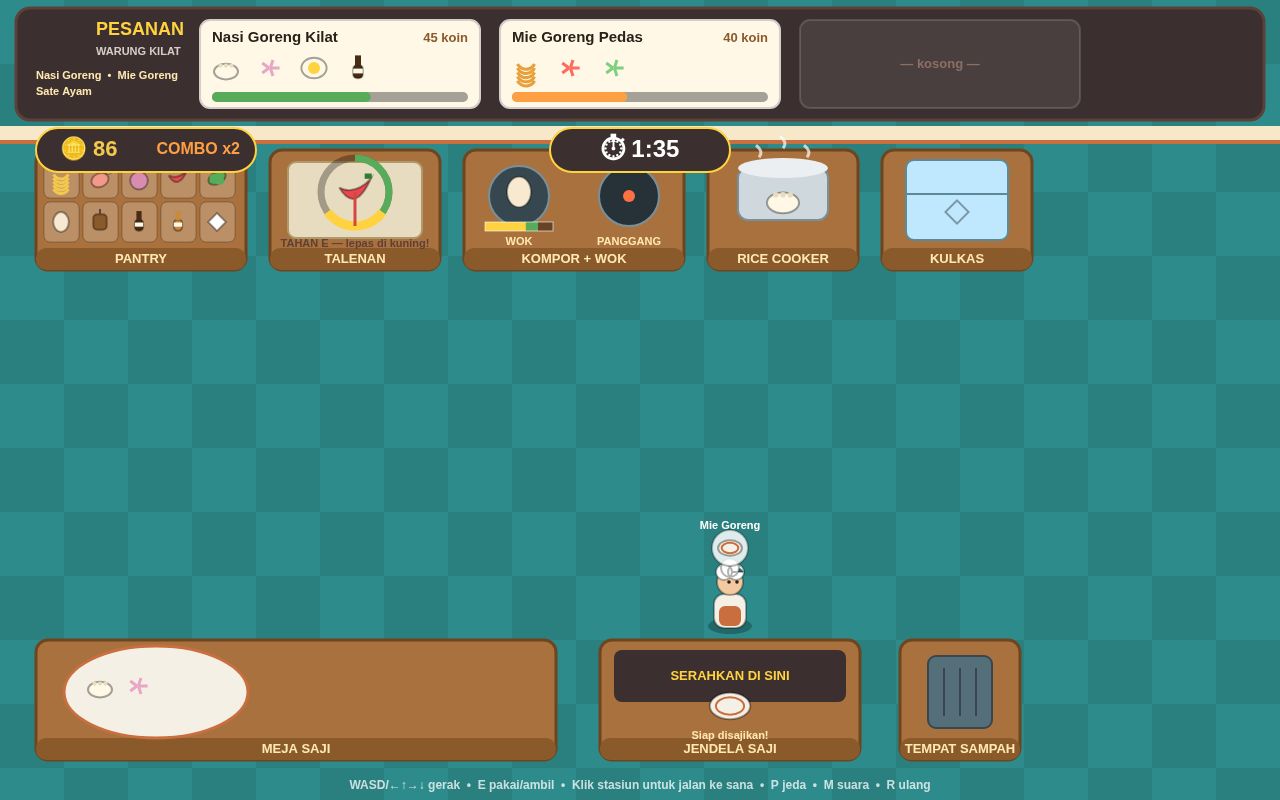 PESANAN
WARUNG KILAT
Nasi Goreng • Mie Goreng
Sate Ayam
Nasi Goreng Kilat 45 koin
Mie Goreng Pedas 40 koin
— kosong —
86 COMBO x2
1:35
TAHAN E — lepas di kuning!
WOK PANGGANG
PANTRY
TALENAN
KOMPOR + WOK
RICE COOKER
KULKAS
Mie Goreng
SERAHKAN DI SINI
Siap disajikan!
MEJA SAJI
JENDELA SAJI
TEMPAT SAMPAH
WASD/←↑→↓ gerak • E pakai/ambil • Klik stasiun untuk jalan ke sana • P jeda • M suara • R ulang